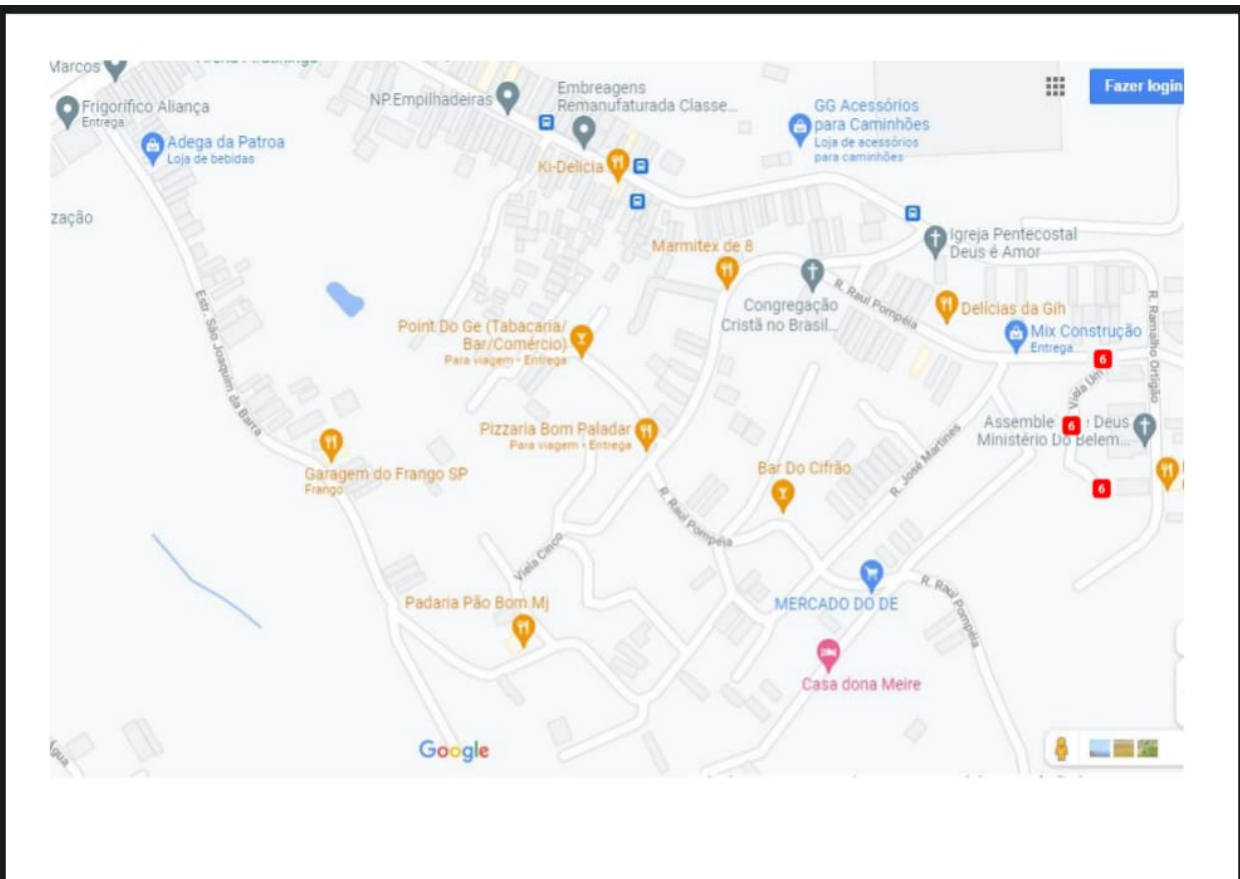 Marcos
Frigorífico Aliança
Entrega
Adega da Patroa
Loja de bebidas
NP.Empilhadeiras
Embreagens
Remanufaturada Classe...
Ki-Delicia
GG Acessórios
para Caminhões
Loja de acessórios
para caminhões
Fazer login
zação
Igreja Pentecostal
Deus é Amor
Marmitex de 8
Congregação
Cristã no Brasil...
R. Raul Pompéia
Delícias da Gih
Mix Construção
Entrega
R. Ramalho Ortigão
Estr. São Joaquim da Barra
Point Do Ge (Tabacaria/
Bar/Comércio)
Para viagem • Entrega
6
Viela Um
6
Assemble Deus
Ministério Do Belem...
6
Pizzaria Bom Paladar
Para viagem • Entrega
Garagem do Frango SP
Frango
Bar Do Cifrão
R. José Martines
R. Raul Pompéia
Viela Cinco
Padaria Pão Bom Mj
MERCADO DO DE
R. Raul Pompéia
Casa dona Meire
Água
Google